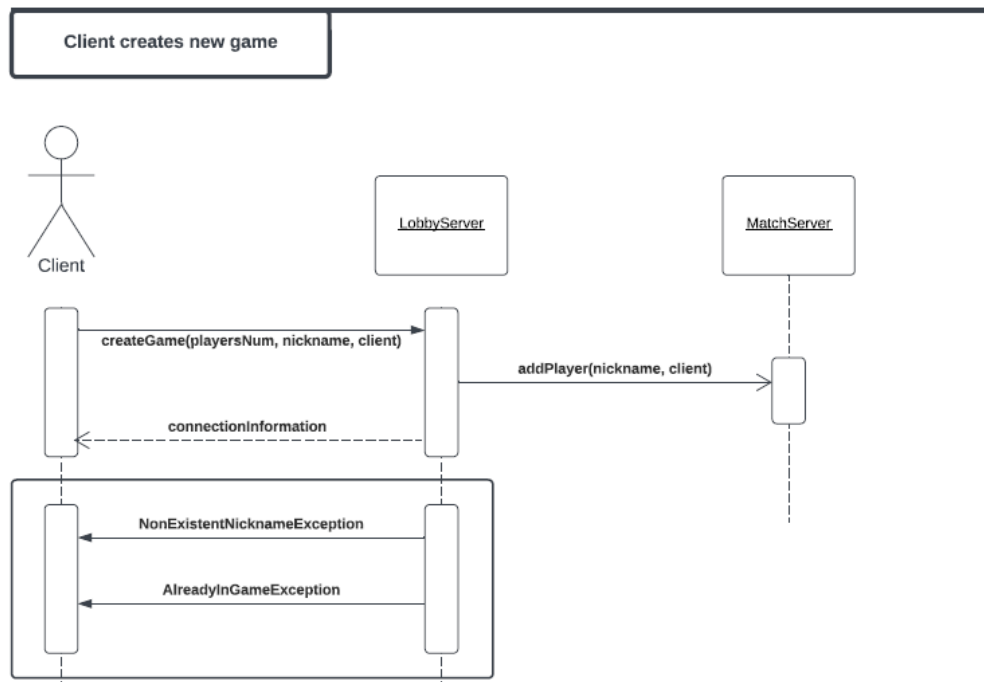 Client creates new game
Client
LobbyServer
MatchServer
createGame(playersNum, nickname, client)
addPlayer(nickname, client)
connectionInformation
NonExistentNicknameException
AlreadyInGameException